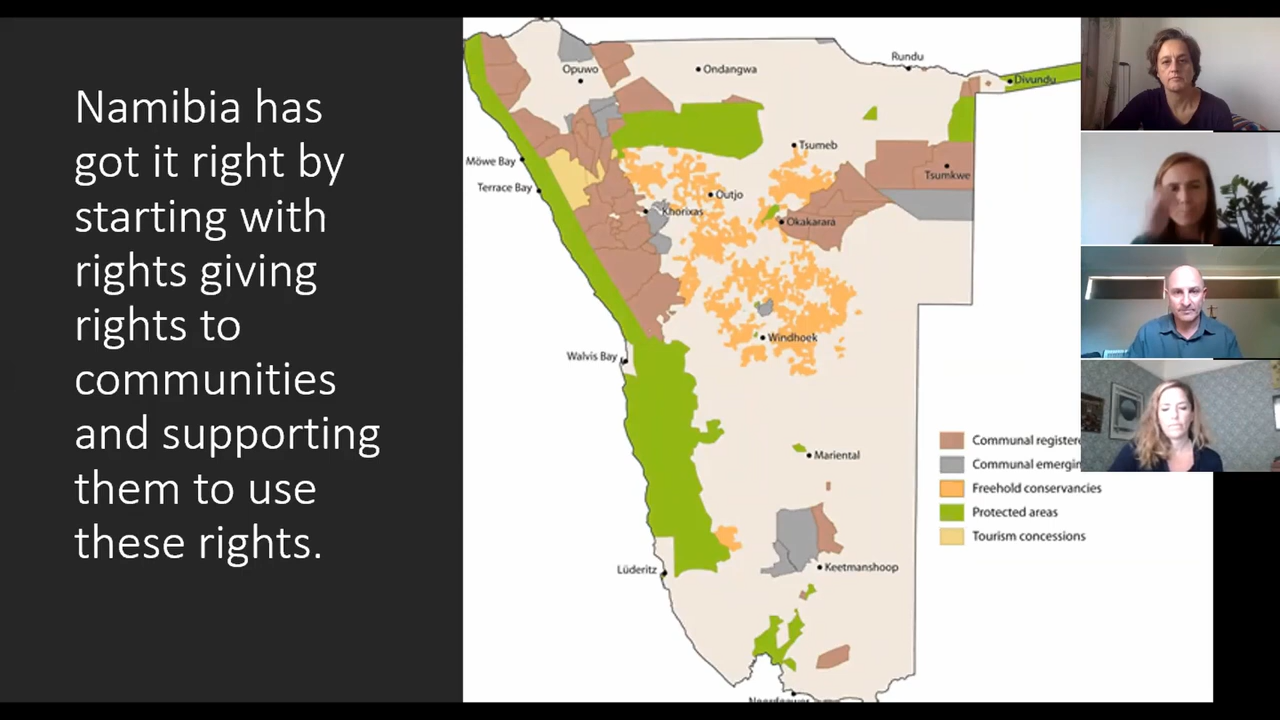 Namibia has
got it right by
starting with
rights giving
rights to
communities
and supporting
them to use
these rights.
Rundu
Opuwo
Ondangwa
Divundu
Tsumeb
Möwe Bay
Tsumkwe
Terrace Bay
Outjo
Khorixas
Okakarara
Windhoek
Walvis Bay
Communal
Mariental
Communal
Freehold conservancies
Protected areas
Tourism concessions
Lüderitz
Keetmanshoop